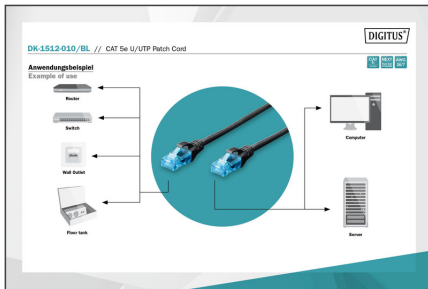 DIGITUS®
DK-1512-010/BL // CAT 5e U/UTP Patch Cord
Anwendungsbeispiel
Example of use
Router
Switch
Wall Outlet
Floor tank
Computer
Server